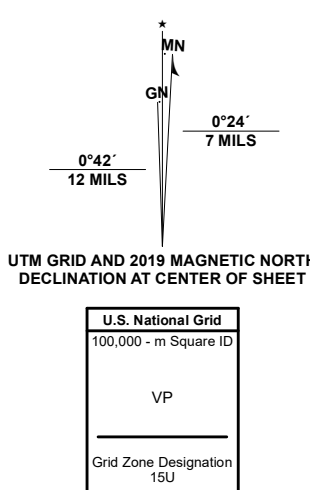 ★
MN
GN
0°24´
7 MILS
0°42´
12 MILS
UTM GRID AND 2019 MAGNETIC NORTH
DECLINATION AT CENTER OF SHEET
U.S. National Grid
100,000 - m Square ID
VP
Grid Zone Designation
15U